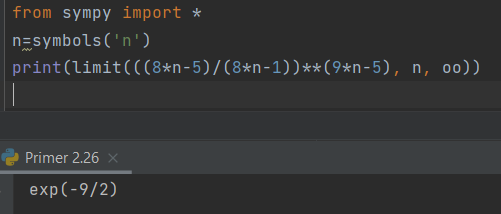 from sympy import *
n=symbols('n')
print(limit(((8*n-5)/(8*n-1))**(9*n-5), n, oo))
Primer 2.26 ×
exp(-9/2)